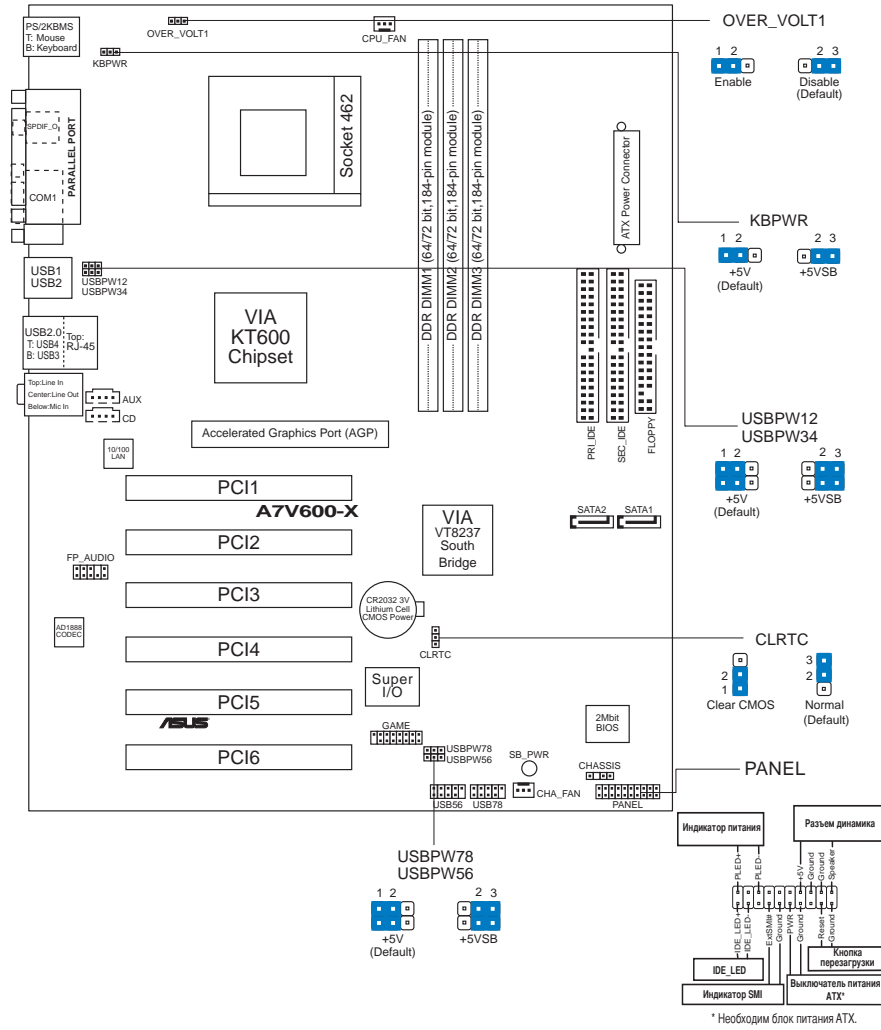 PS/2KBMS
T: Mouse
B: Keyboard
OVER_VOLT1
CPU_FAN
KBPWR
SPDIF_O
PARALLEL PORT
COM1
Socket 462
DDR DIMM1 (64/72 bit,184-pin module)
DDR DIMM2 (64/72 bit,184-pin module)
DDR DIMM3 (64/72 bit,184-pin module)
ATX Power Connector
USB1
USB2
USBPW12
USBPW34
USB2.0
T: USB4
B: USB3
Top:
RJ-45
VIA
KT600
Chipset
Top:Line In
Center:Line Out
Below:Mic In
AUX
CD
Accelerated Graphics Port (AGP)
10/100
LAN
PRI_IDE
SEC_IDE
FLOPPY
PCI1
A7V600-X
PCI2
VIA
VT8237
South
Bridge
SATA2
SATA1
FP_AUDIO
PCI3
CR2032 3V
Lithium Cell
CMOS Power
AD1888
CODEC
PCI4
CLRTC
Super
I/O
PCI5
ASUS
GAME
2Mbit
BIOS
PCI6
USBPW78
USBPW56
SB_PWR
CHASSIS
USB56
USB78
CHA_FAN
PANEL
OVER_VOLT1
1 2
Enable
2 3
Disable
(Default)
KBPWR
1 2
+5V
(Default)
2 3
+5VSB
USBPW12
USBPW34
1 2
+5V
(Default)
2 3
+5VSB
CLRTC
2
1
Clear CMOS
3
2
Normal
(Default)
PANEL
Индикатор питания
Разъем динамика
PLED+
PLED-
+5V
Ground
Ground
Speaker
IDE_LED+
IDE_LED-
ExtSMI#
Ground
PWR
Ground
Reset
Ground
IDE_LED
Кнопка
перезагрузки
Индикатор SMI
Выключатель питания
ATX*
* Необходим блок питания ATX.
USBPW78
USBPW56
1 2
+5V
(Default)
2 3
+5VSB